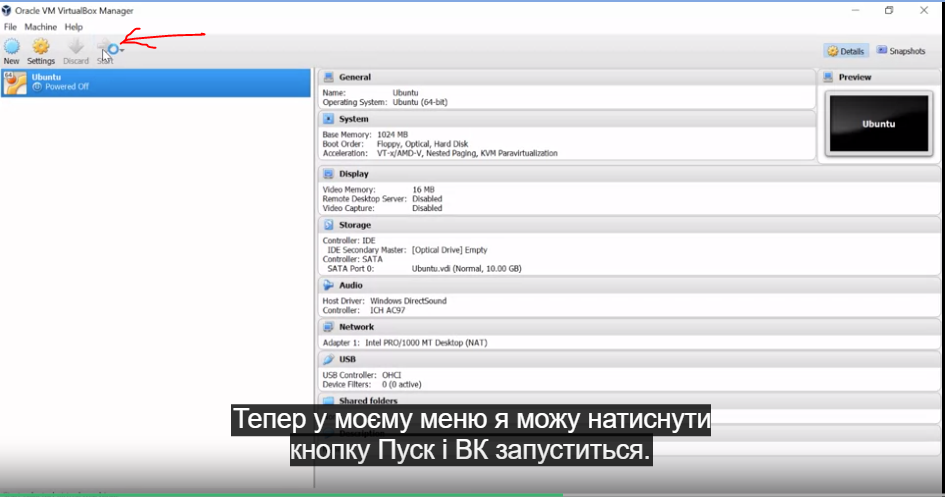 Oracle VM VirtualBox Manager
File Machine Help
New Settings Discard Start
Details Snapshots
64
Ubuntu
Powered Off
General
Name: Ubuntu
Operating System: Ubuntu (64-bit)
System
Base Memory: 1024 MB
Boot Order: Floppy, Optical, Hard Disk
Acceleration: VT-x/AMD-V, Nested Paging, KVM Paravirtualization
Preview
Ubuntu
Display
Video Memory: 16 MB
Remote Desktop Server: Disabled
Video Capture: Disabled
Storage
Controller: IDE
IDE Secondary Master: [Optical Drive] Empty
Controller: SATA
SATA Port 0: Ubuntu.vdi (Normal, 10.00 GB)
Audio
Host Driver: Windows DirectSound
Controller: ICH AC97
Network
Adapter 1: Intel PRO/1000 MT Desktop (NAT)
USB
USB Controller: OHCI
Device Filters: 0 (0 active)
Shared folders
Тепер у моєму меню я можу натиснути
кнопку Пуск і ВК запуститься.